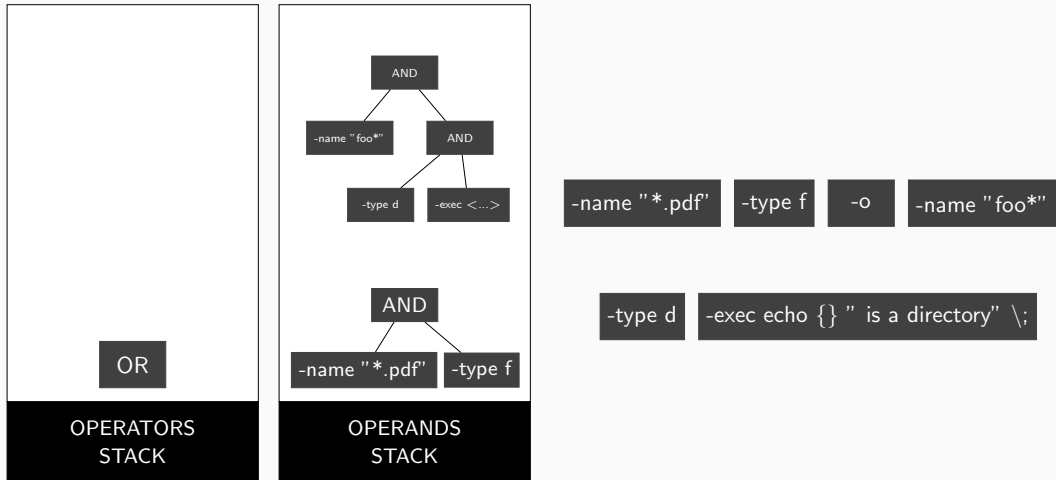 AND
-name "foo*"
AND
-type d
-exec <...>
AND
-name "*.pdf"
-type f
OR
OPERATORS
STACK
OPERANDS
STACK
-name "*.pdf"
-type f
-o
-name "foo*"
-type d
-exec echo {} " is a directory" \;